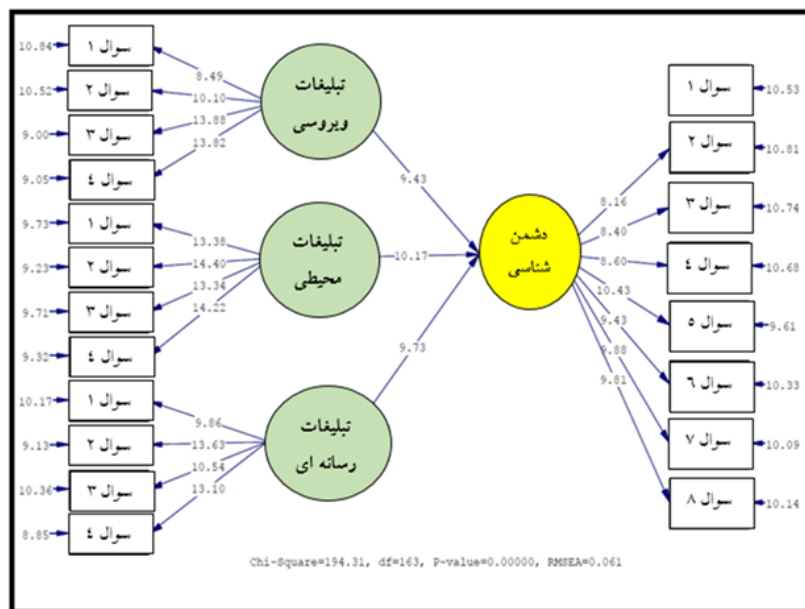 10.84 سوال ۱
10.52 سوال ۲
9.00 سوال ۳
9.05 سوال ٤
9.73 سوال ۱
9.23 سوال ۲
9.71 سوال ۳
9.32 سوال ٤
10.17 سوال ۱
9.13 سوال ۲
10.36 سوال ۳
8.85 سوال ٤
8.49
10.10
13.88
13.82
13.38
14.40
13.34
14.22
9.86
13.63
10.54
13.10
تبلیغات
ویروسی
تبلیغات
محیطی
تبلیغات
رسانه ای
9.43
10.17
9.73
دشمن
شناسی
8.16
8.40
8.60
10.43
9.43
9.88
9.81
سوال ۱ 10.53
سوال ۲ 10.81
سوال ۳ 10.74
سوال ٤ 10.68
سوال ٥ 9.61
سوال ٦ 10.33
سوال ۷ 10.09
سوال ۸ 10.14
Chi-Square=194.31, df=163, P-value=0.00000, RMSEA=0.061